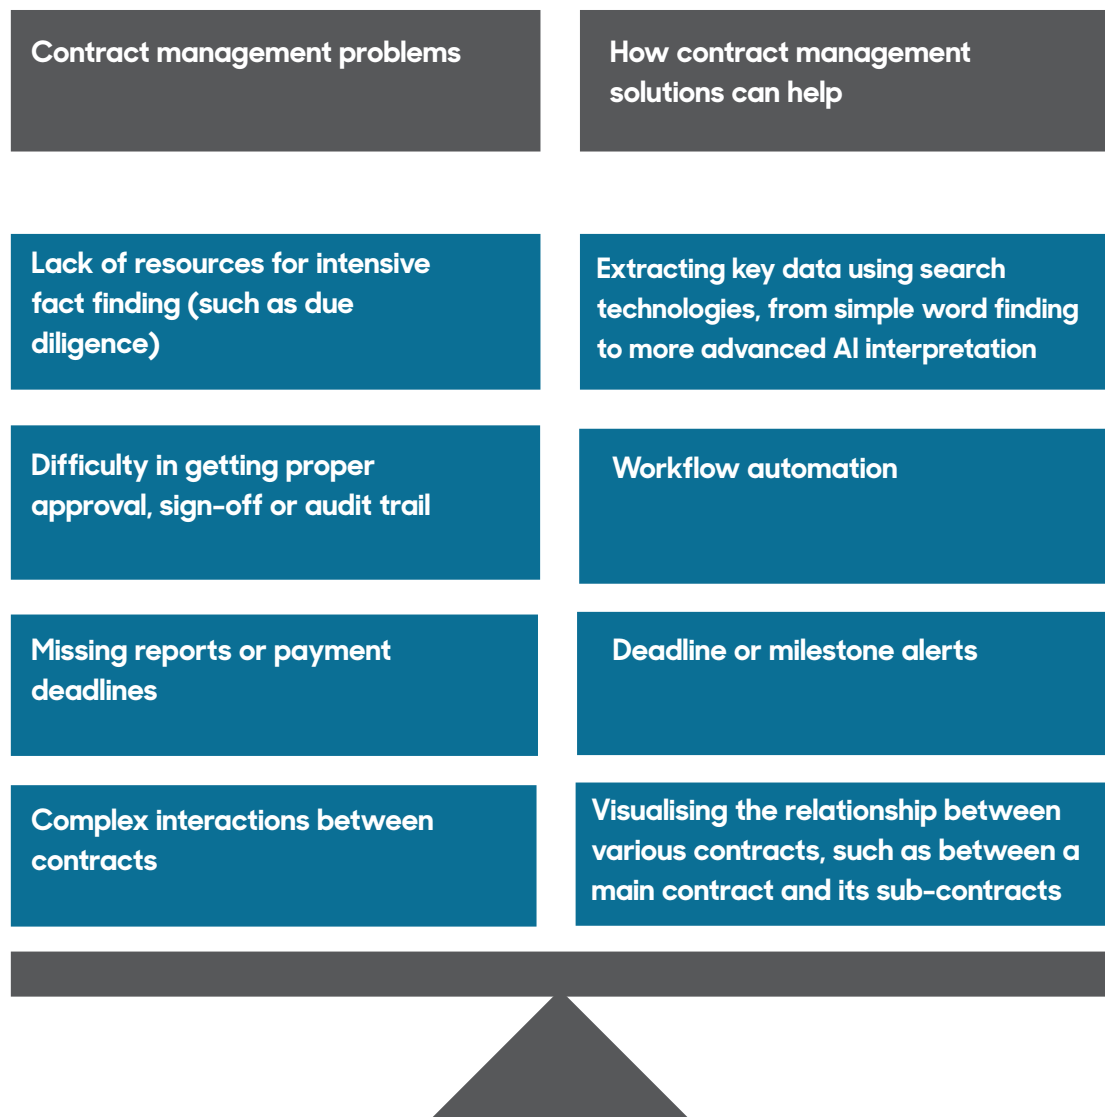 Contract management problems
How contract management
solutions can help
Lack of resources for intensive
fact finding (such as due
diligence)
Extracting key data using search
technologies, from simple word finding
to more advanced AI interpretation
Difficulty in getting proper
approval, sign-off or audit trail
Workflow automation
Missing reports or payment
deadlines
Deadline or milestone alerts
Complex interactions between
contracts
Visualising the relationship between
various contracts, such as between a
main contract and its sub-contracts